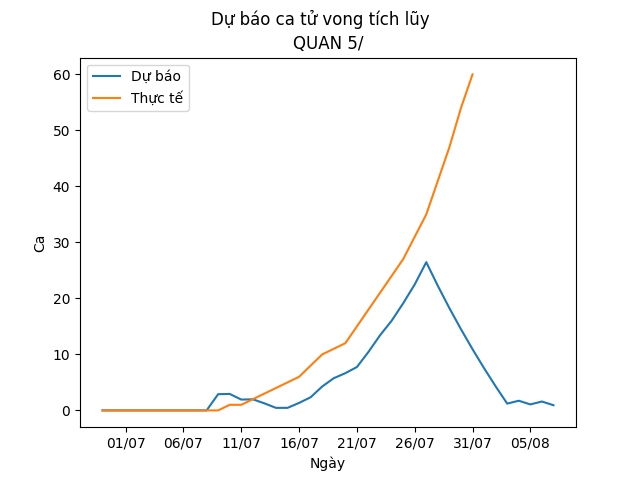 Dự báo ca tử vong tích lũy
QUAN 5/
Dự báo
Thực tế
60
50
40
30
20
10
0
Ca
01/07 06/07 11/07 16/07 21/07 26/07 31/07 05/08
Ngày